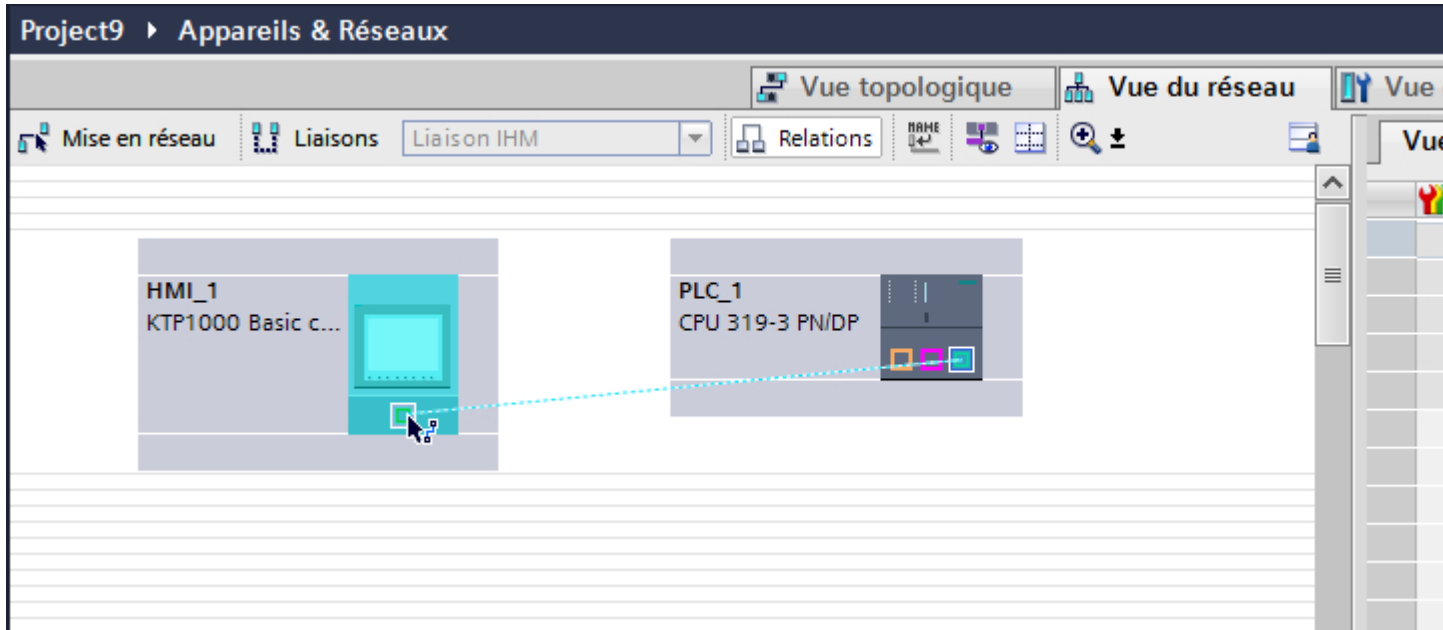 Project9 ▸ Appareils & Réseaux
Vue topologique
Vue du réseau
Vue
Mise en réseau
Liaisons
Liaison IHM
Relations
NAME
Vue
HMI_1
KTP1000 Basic c...
PLC_1
CPU 319-3 PN/DP